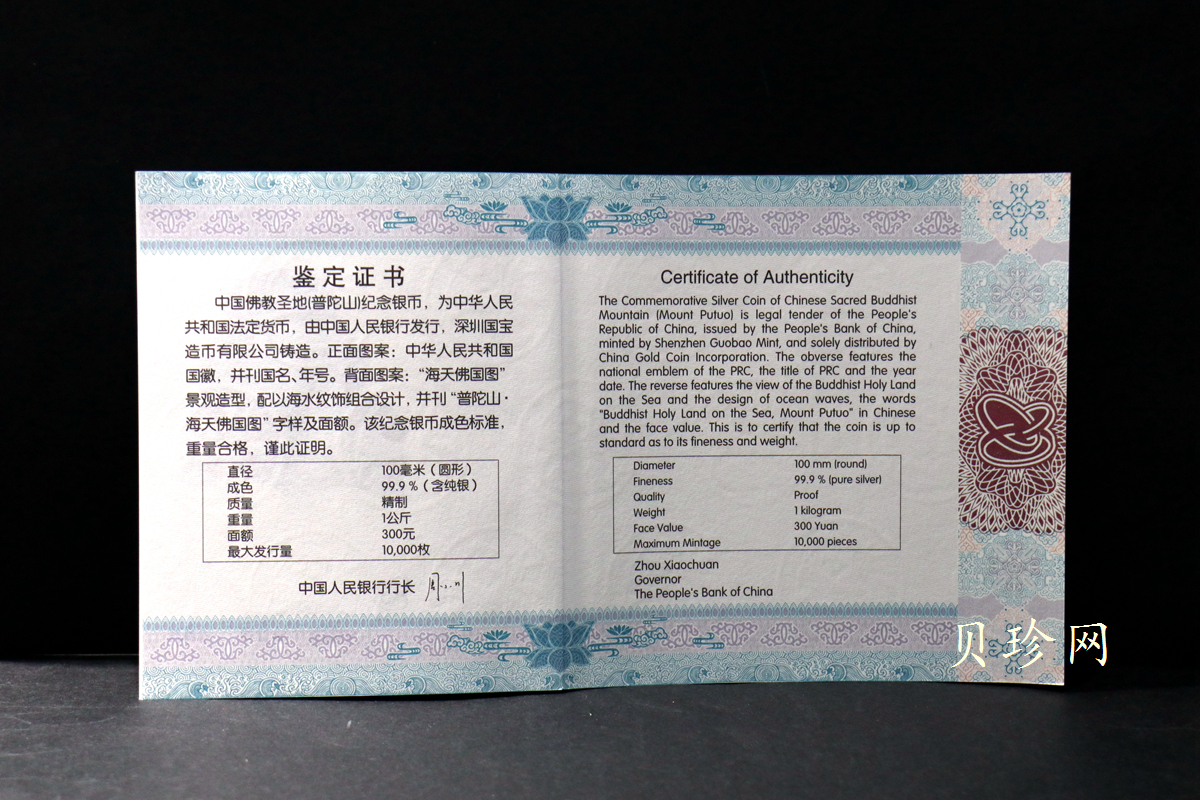 鉴定证书
中国佛教圣地(普陀山)纪念银币，为中华人民
共和国法定货币，由中国人民银行发行，深圳国宝
造币有限公司铸造。正面图案：中华人民共和国
国徽，并刊国名、年号。背面图案：“海天佛国图”
景观造型，配以海水纹饰组合设计，并刊“普陀山·
海天佛国图”字样及面额。该纪念银币成色标准，
重量合格，谨此证明。
直径 100毫米（圆形）
成色 99.9％（含纯银）
质量 精制
重量 1公斤
面额 300元
最大发行量 10,000枚
中国人民银行行长
Certificate of Authenticity
The Commemorative Silver Coin of Chinese Sacred Buddhist
Mountain (Mount Putuo) is legal tender of the People's
Republic of China, issued by the People's Bank of China,
minted by Shenzhen Guobao Mint, and solely distributed by
China Gold Coin Incorporation. The obverse features the
national emblem of the PRC, the title of PRC and the year
date. The reverse features the view of the Buddhist Holy Land
on the Sea and the design of ocean waves, the words
"Buddhist Holy Land on the Sea, Mount Putuo" in Chinese
and the face value. This is to certify that the coin is up to
standard as to its fineness and weight.
Diameter 100 mm (round)
Fineness 99.9 % (pure silver)
Quality Proof
Weight 1 kilogram
Face Value 300 Yuan
Maximum Mintage 10,000 pieces
Zhou Xiaochuan
Governor
The People's Bank of China
贝珍网